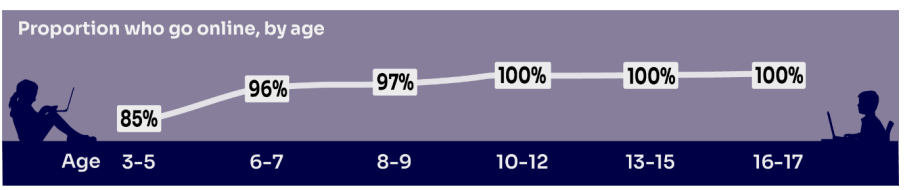 Proportion who go online, by age
85% 96% 97% 100% 100% 100%
Age 3-5 6-7 8-9 10-12 13-15 16-17